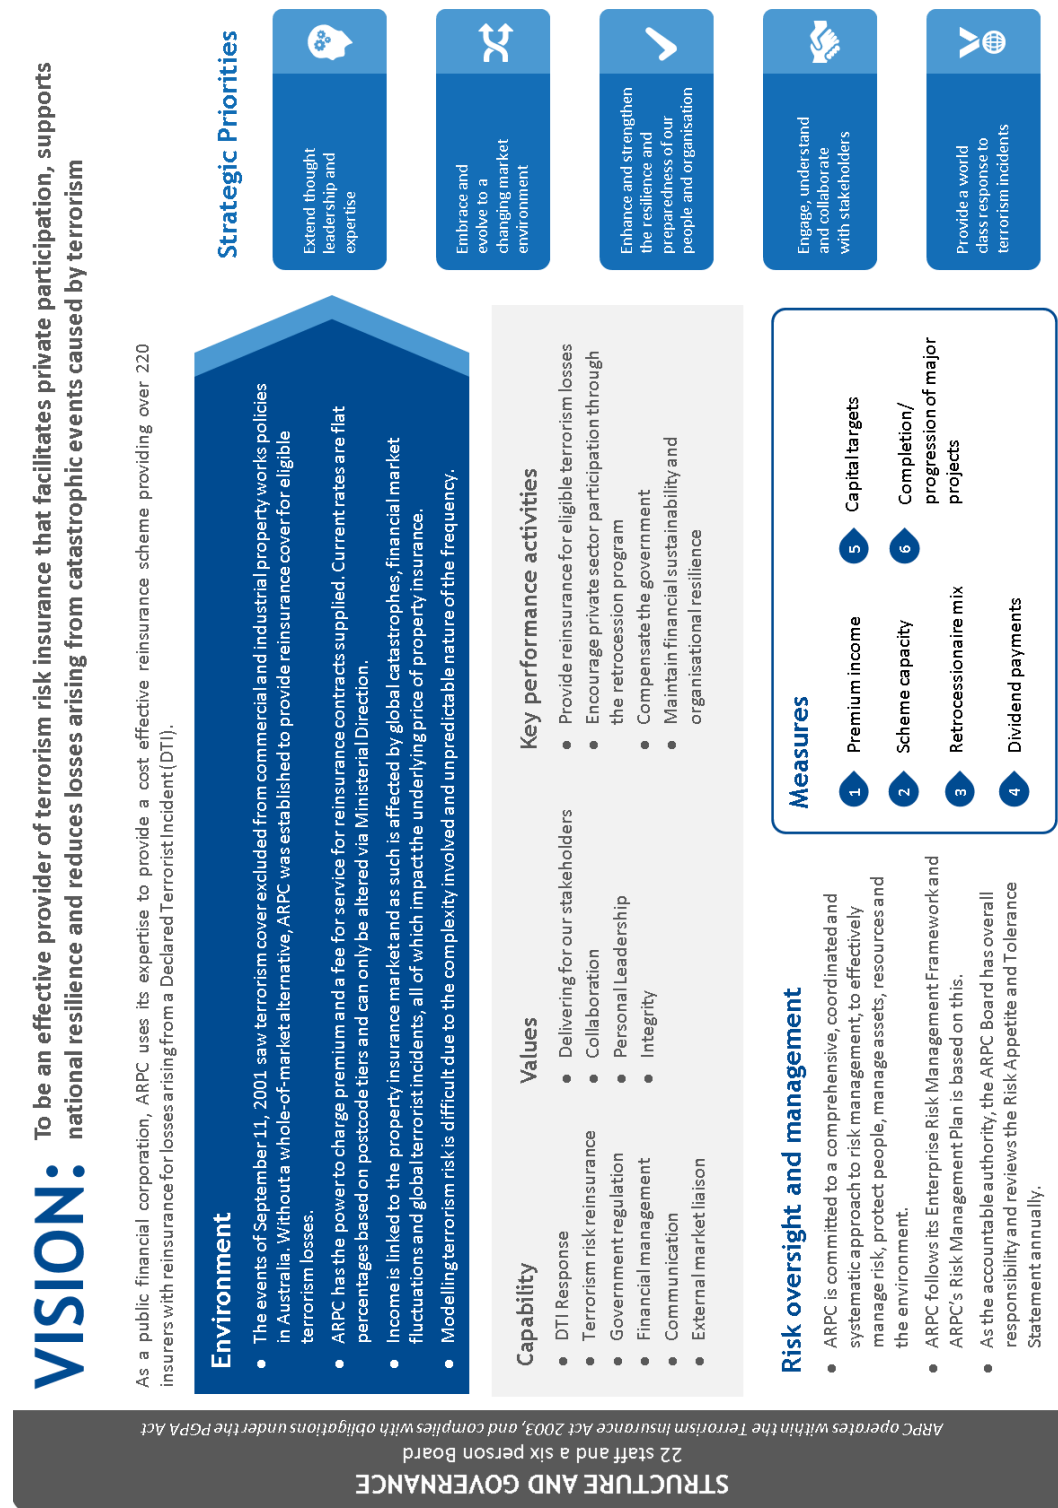 VISION: To be an effective provider of terrorism risk insurance that facilitates private participation, supports
national resilience and reduces losses arising from catastrophic events caused by terrorism
As a public financial corporation, ARPC uses its expertise to provide a cost effective reinsurance scheme providing over 220
insurers with reinsurance for losses arising from a Declared Terrorist Incident (DTI).
Environment
• The events of September 11, 2001 saw terrorism cover excluded from commercial and industrial property works policies
in Australia. Without a whole-of-market alternative, ARPC was established to provide reinsurance cover for eligible
terrorism losses.
• ARPC has the power to charge premium and a fee for service for reinsurance contracts supplied. Current rates are flat
percentages based on postcode tiers and can only be altered via Ministerial Direction.
• Income is linked to the property insurance market and as such is affected by global catastrophes, financial market
fluctuations and global terrorist incidents, all of which impact the underlying price of property insurance.
• Modelling terrorism risk is difficult due to the complexity involved and unpredictable nature of the frequency.
Capability
• DTI Response
• Terrorism risk reinsurance
• Government regulation
• Financial management
• Communication
• External market liaison
Values
• Delivering for our stakeholders
• Collaboration
• Personal Leadership
• Integrity
Key performance activities
• Provide reinsurance for eligible terrorism losses
• Encourage private sector participation through
the retrocession program
• Compensate the government
• Maintain financial sustainability and
organisational resilience
Risk oversight and management
• ARPC is committed to a comprehensive, coordinated and
systematic approach to risk management, to effectively
manage risk, protect people, manage assets, resources and
the environment.
• ARPC follows its Enterprise Risk Management Framework and
ARPC's Risk Management Plan is based on this.
• As the accountable authority, the ARPC Board has overall
responsibility and reviews the Risk Appetite and Tolerance
Statement annually.
Measures
1 Premium income
2 Scheme capacity
3 Retrocessionaire mix
4 Dividend payments
5 Capital targets
6 Completion/
progression of major
projects
Strategic Priorities
Extend thought
leadership and
expertise
Embrace and
evolve to a
changing market
environment
Enhance and strengthen
the resilience and
preparedness of our
people and organisation
Engage, understand
and collaborate
with stakeholders
Provide a world
class response to
terrorism incidents
STRUCTURE AND GOVERNANCE
22 staff and a six person Board
ARPC operates within the Terrorism Insurance Act 2003, and complies with obligations under the PGPA Act